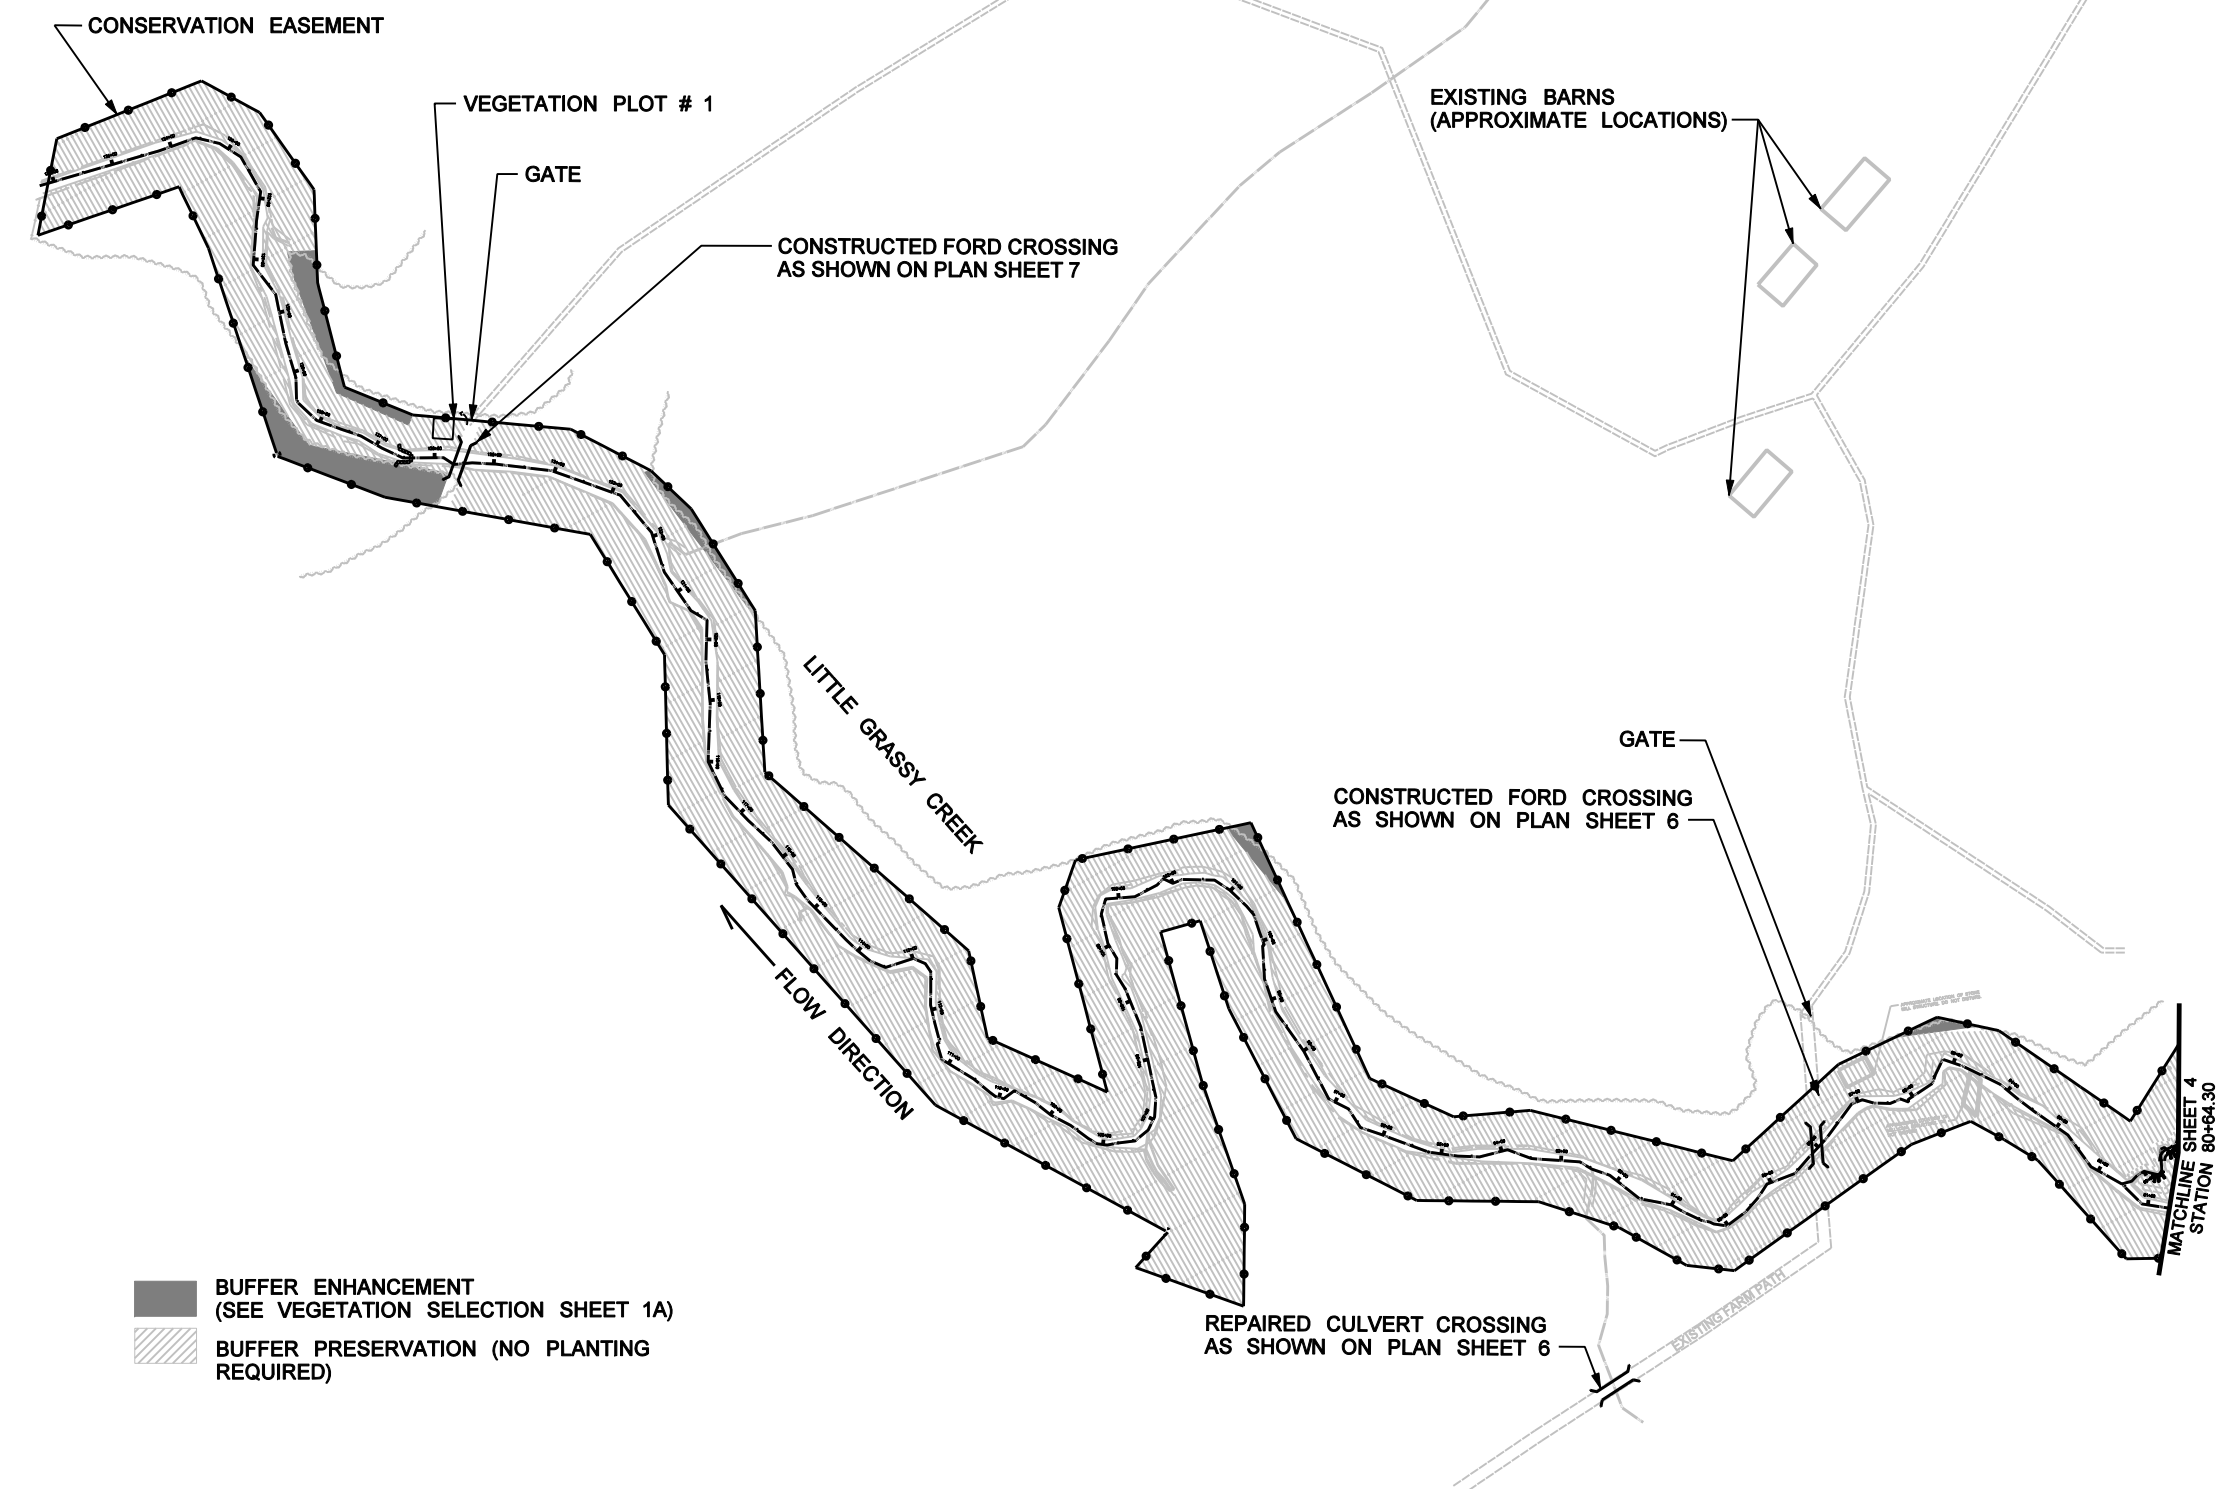 CONSERVATION EASEMENT
VEGETATION PLOT # 1
GATE
CONSTRUCTED FORD CROSSING
AS SHOWN ON PLAN SHEET 7
EXISTING BARNS
(APPROXIMATE LOCATIONS)
LITTLE GRASSY CREEK
FLOW DIRECTION
GATE
CONSTRUCTED FORD CROSSING
AS SHOWN ON PLAN SHEET 6
MATCHLINE SHEET 4
STATION 80+64.30
EXISTING FARM PATH
REPAIRED CULVERT CROSSING
AS SHOWN ON PLAN SHEET 6
BUFFER ENHANCEMENT
(SEE VEGETATION SELECTION SHEET 1A)
BUFFER PRESERVATION (NO PLANTING
REQUIRED)